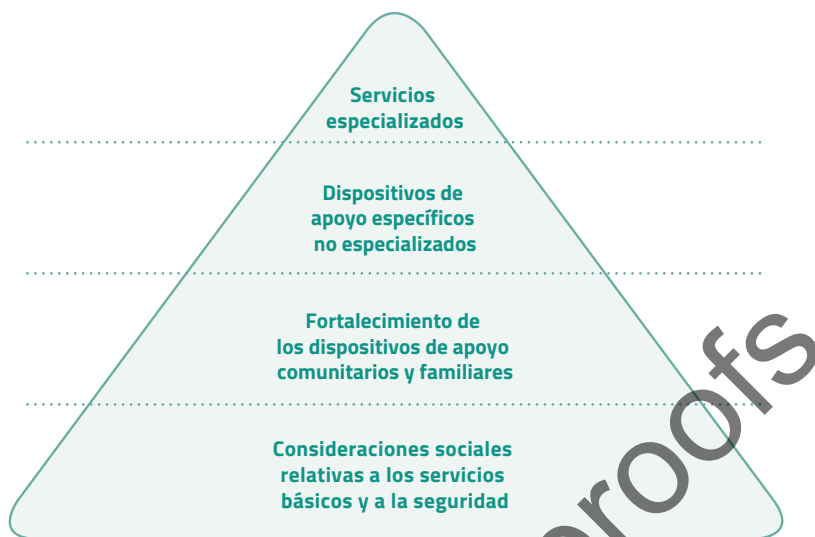 Servicios
especializados
Dispositivos de
apoyo específicos
no especializados
Fortalecimiento de
los dispositivos de apoyo
comunitarios y familiares
Consideraciones sociales
relativas a los servicios
básicos y a la seguridad
proofs